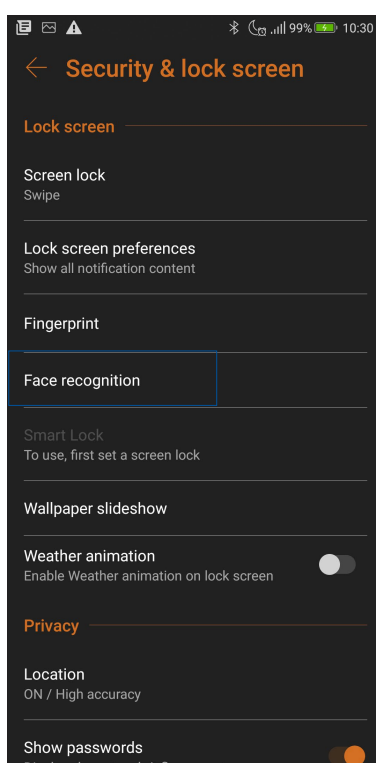 99% 10:30
Security & lock screen
Lock screen
Screen lock
Swipe
Lock screen preferences
Show all notification content
Fingerprint
Face recognition
Smart Lock
To use, first set a screen lock
Wallpaper slideshow
Weather animation
Enable Weather animation on lock screen
Privacy
Location
ON / High accuracy
Show passwords